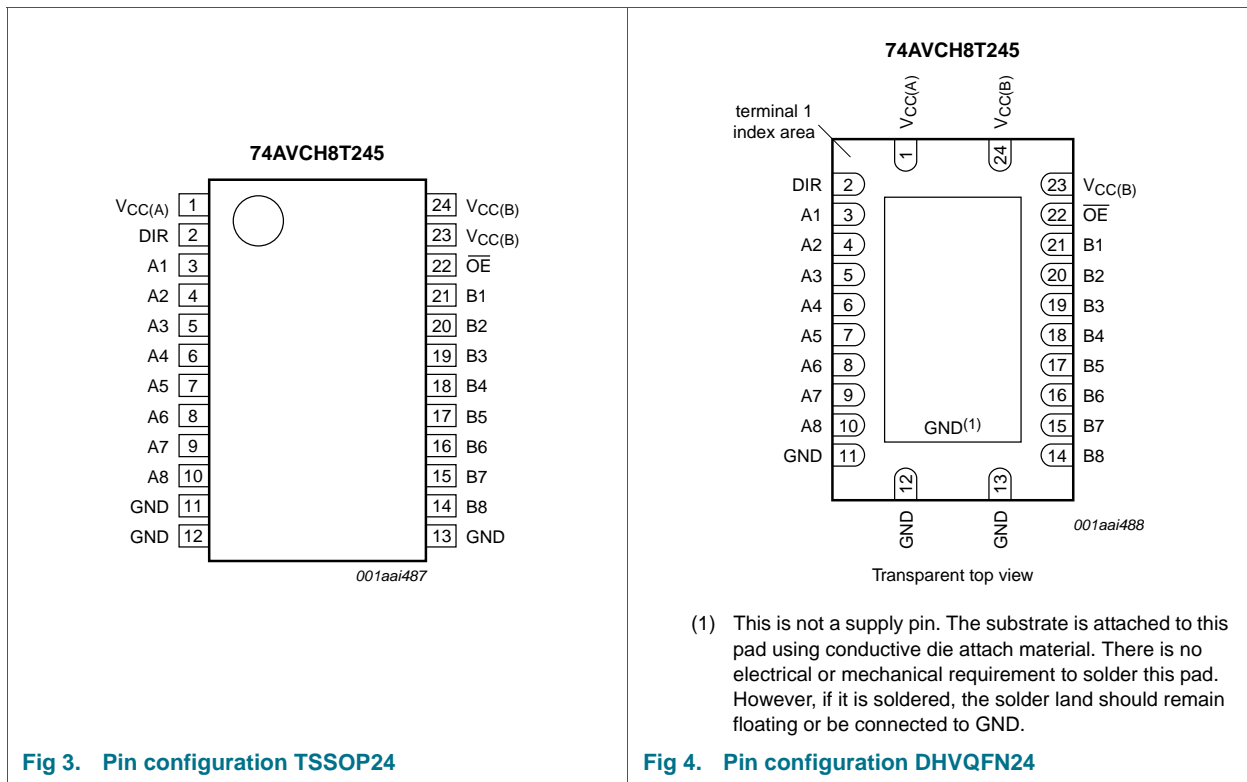 74AVCH8T245
VCC(A) 1
DIR 2
A1 3
A2 4
A3 5
A4 6
A5 7
A6 8
A7 9
A8 10
GND 11
GND 12
24 VCC(B)
23 VCC(B)
22 OE
21 B1
20 B2
19 B3
18 B4
17 B5
16 B6
15 B7
14 B8
13 GND
001aai487
Fig 3. Pin configuration TSSOP24
74AVCH8T245
terminal 1
index area
VCC(A)
VCC(B)
1
24
DIR 2
A1 3
A2 4
A3 5
A4 6
A5 7
A6 8
A7 9
A8 10
GND 11
23 VCC(B)
22 OE
21 B1
20 B2
19 B3
18 B4
17 B5
16 B6
15 B7
14 B8
GND(1)
12
13
GND
GND
001aai488
Transparent top view
(1) This is not a supply pin. The substrate is attached to this
pad using conductive die attach material. There is no
electrical or mechanical requirement to solder this pad.
However, if it is soldered, the solder land should remain
floating or be connected to GND.
Fig 4. Pin configuration DHVQFN24